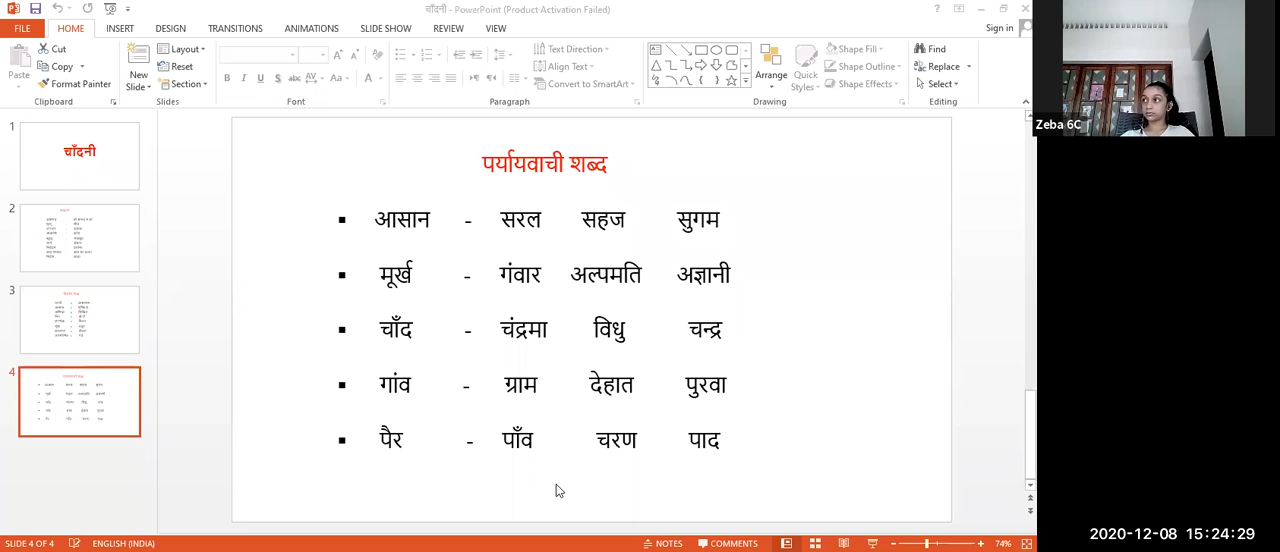 चाँदनी - PowerPoint (Product Activation Failed)
FILE HOME INSERT DESIGN TRANSITIONS ANIMATIONS SLIDE SHOW REVIEW VIEW Sign in
Cut
Copy
Format Painter
Paste
Clipboard
New Slide
Layout
Reset
Section
Slides
Font
Paragraph
Text Direction
Align Text
Convert to SmartArt
Arrange
Quick Styles
Shape Fill
Shape Outline
Shape Effects
Drawing
Find
Replace
Select
Editing
Zeba 6C
1
चाँदनी
2
3
4
पर्यायवाची शब्द
▪ आसान - सरल सहज सुगम
▪ मूर्ख - गंवार अल्पमति अज्ञानी
▪ चाँद - चंद्रमा विधु चन्द्र
▪ गांव - ग्राम देहात पुरवा
▪ पैर - पाँव चरण पाद
SLIDE 4 OF 4 ENGLISH (INDIA) NOTES COMMENTS 74%
2020-12-08 15:24:29